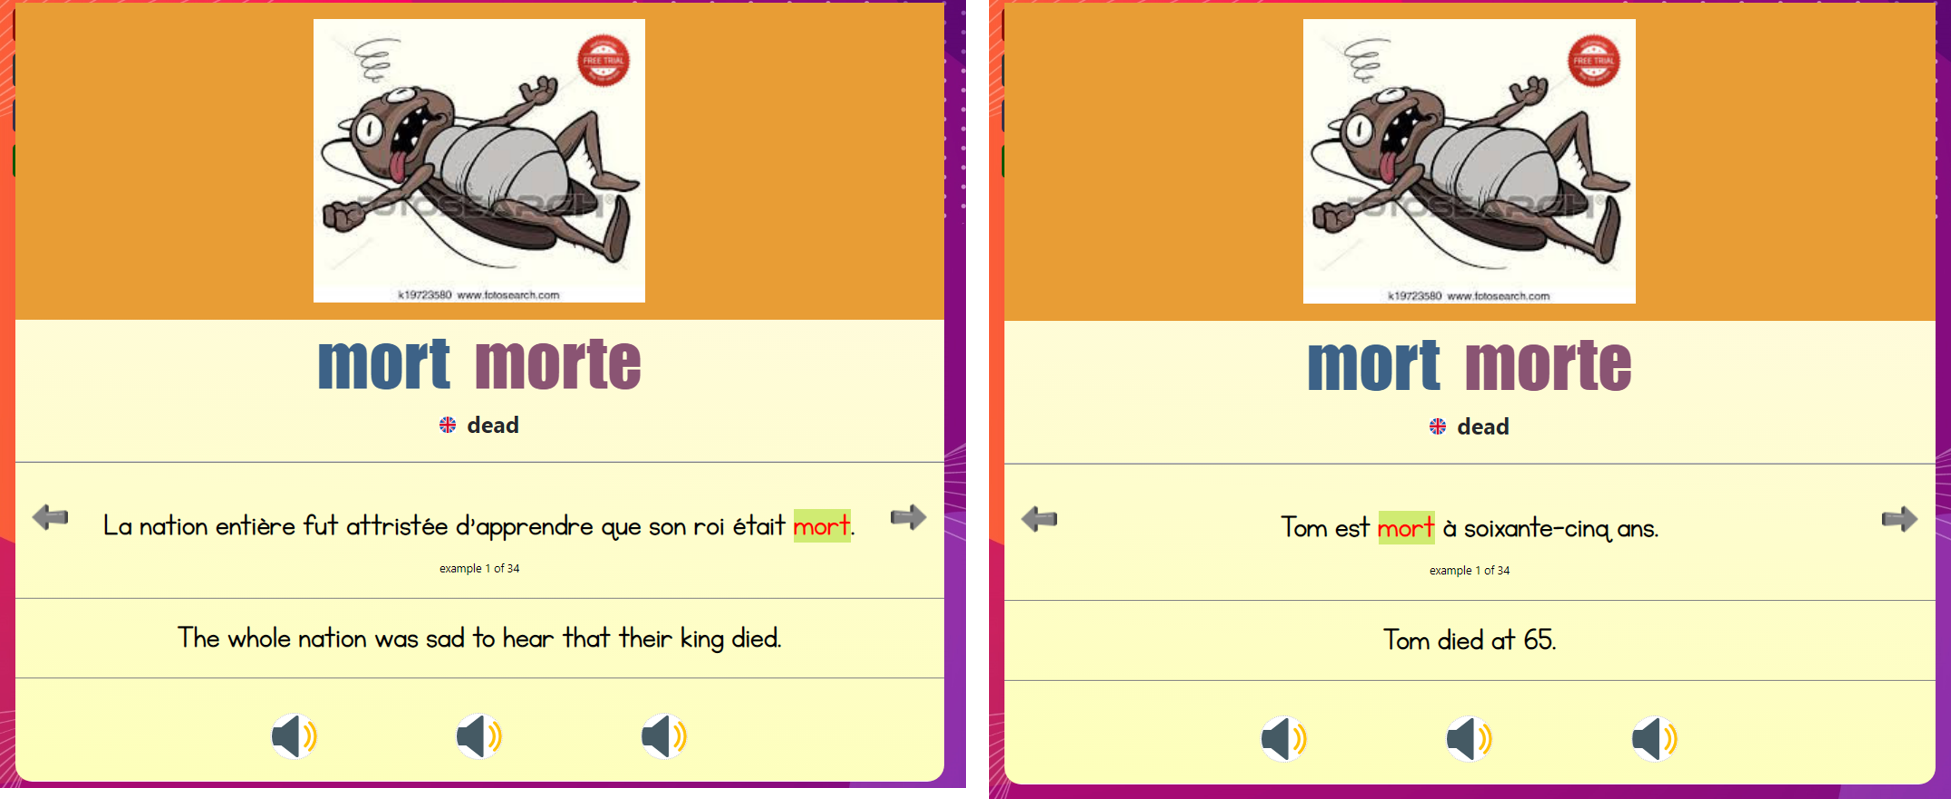 FREE TRIAL
FOTOSEARCH
k19723580 www.fotosearch.com
mort morte
dead
La nation entière fut attristée d'apprendre que son roi était mort.
example 1 of 34
The whole nation was sad to hear that their king died.
FREE TRIAL
FOTOSEARCH
k19723580 www.fotosearch.com
mort morte
dead
Tom est mort à soixante-cinq ans.
example 1 of 34
Tom died at 65.